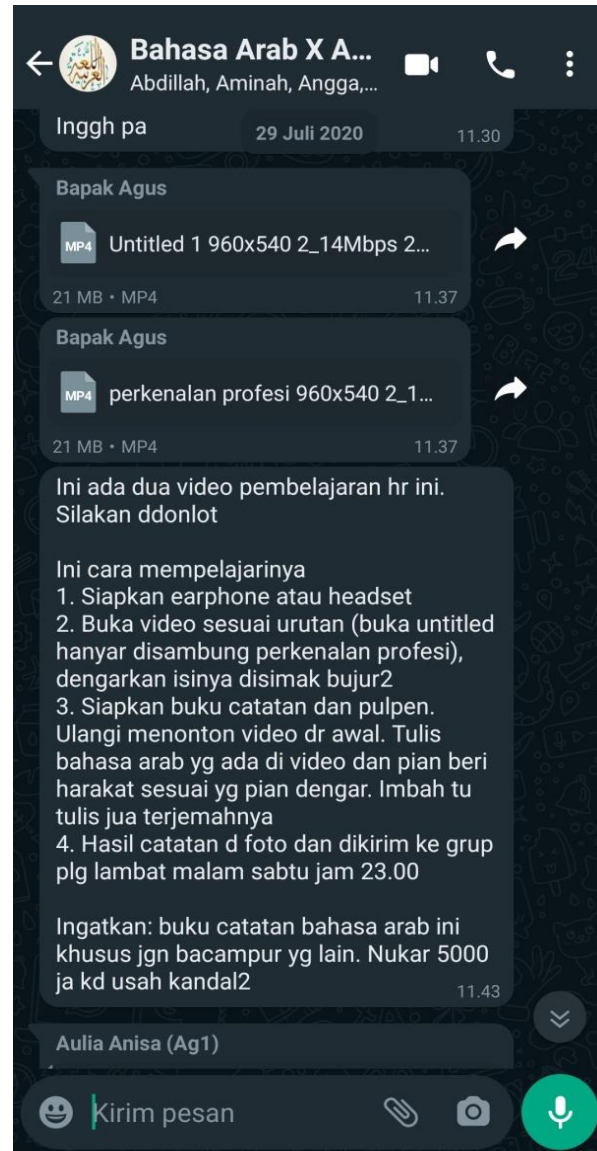 Bahasa Arab X A...
Abdillah, Aminah, Angga,...
Inggh pa
29 Juli 2020
11.30
Bapak Agus
MP4
Untitled 1 960x540 2_14Mbps 2...
21 MB • MP4
11.37
Bapak Agus
MP4
perkenalan profesi 960x540 2_1...
21 MB • MP4
11.37
Ini ada dua video pembelajaran hr ini.
Silakan ddonlot
Ini cara mempelajarinya
1. Siapkan earphone atau headset
2. Buka video sesuai urutan (buka untitled
hanyar disambung perkenalan profesi),
dengarkan isinya disimak bujur2
3. Siapkan buku catatan dan pulpen.
Ulangi menonton video dr awal. Tulis
bahasa arab yg ada di video dan pian beri
harakat sesuai yg pian dengar. Imbah tu
tulis jua terjemahnya
4. Hasil catatan d foto dan dikirim ke grup
plg lambat malam sabtu jam 23.00
Ingatkan: buku catatan bahasa arab ini
khusus jgn bacampur yg lain. Nukar 5000
ja kd usah kandal2
11.43
Aulia Anisa (Ag1)
Kirim pesan